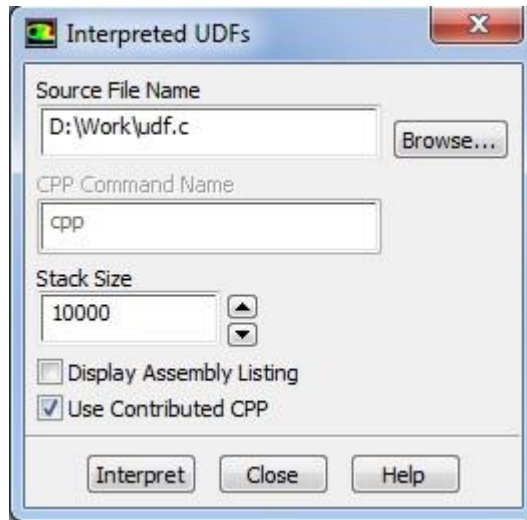 Interpreted UDFs
Source File Name
D:\Work\udf.c
Browse...
CPP Command Name
cpp
Stack Size
10000
Display Assembly Listing
Use Contributed CPP
Interpret Close Help